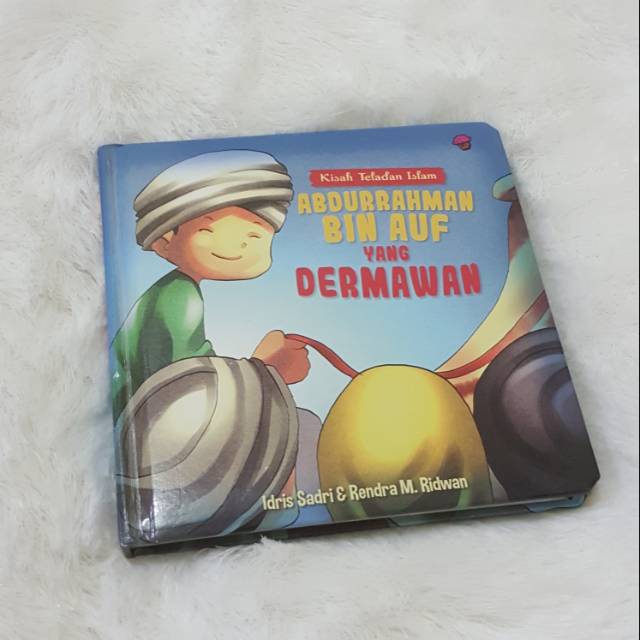 Kisah Teladan Islam
ABDURRAHMAN
BIN AUF
YANG
DERMAWAN
Idris Sadri & Rendra M. Ridwan